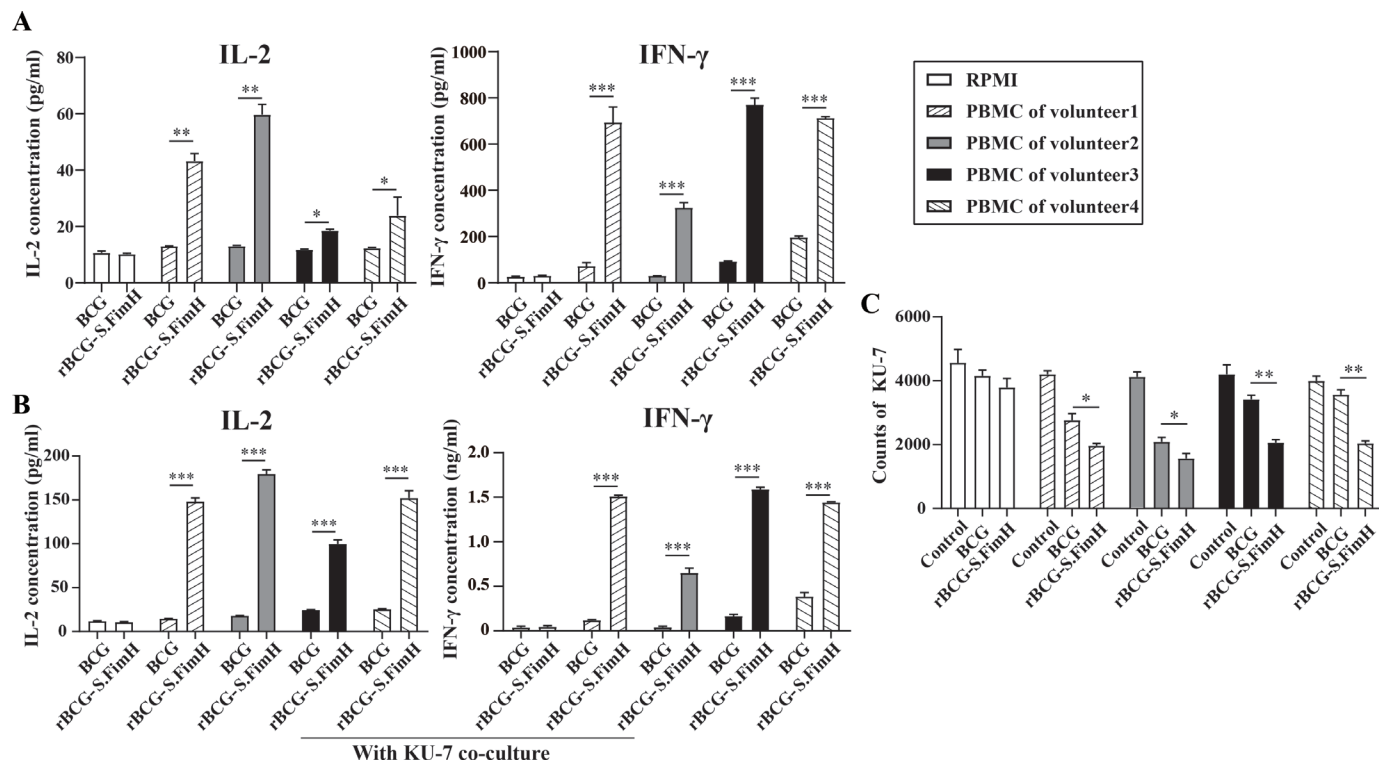 A
IL-2
IL-2 concentration (pg/ml)
80
60
40
20
0
** ** * *
BCG rBCG- S.FimH BCG rBCG- S.FimH BCG rBCG- S.FimH BCG rBCG- S.FimH BCG rBCG- S.FimH
IFN-γ
IFN-γ concentration (pg/ml)
1000
800
600
400
200
0
*** *** *** ***
BCG rBCG- S.FimH BCG rBCG- S.FimH BCG rBCG- S.FimH BCG rBCG- S.FimH BCG rBCG- S.FimH
RPMI
PBMC of volunteer1
PBMC of volunteer2
PBMC of volunteer3
PBMC of volunteer4
B
IL-2
IL-2 concentration (pg/ml)
200
150
100
50
0
*** *** *** ***
BCG rBCG- S.FimH BCG rBCG- S.FimH BCG rBCG- S.FimH BCG rBCG- S.FimH BCG rBCG- S.FimH
IFN-γ
IFN-γ concentration (ng/ml)
2.0
1.5
1.0
0.5
0
*** *** *** ***
BCG rBCG- S.FimH BCG rBCG- S.FimH BCG rBCG- S.FimH BCG rBCG- S.FimH BCG rBCG- S.FimH
With KU-7 co-culture
C
Counts of KU-7
6000
4000
2000
0
* * ** **
Control BCG rBCG-S.FimH Control BCG rBCG-S.FimH Control BCG rBCG-S.FimH Control BCG rBCG-S.FimH Control BCG rBCG-S.FimH